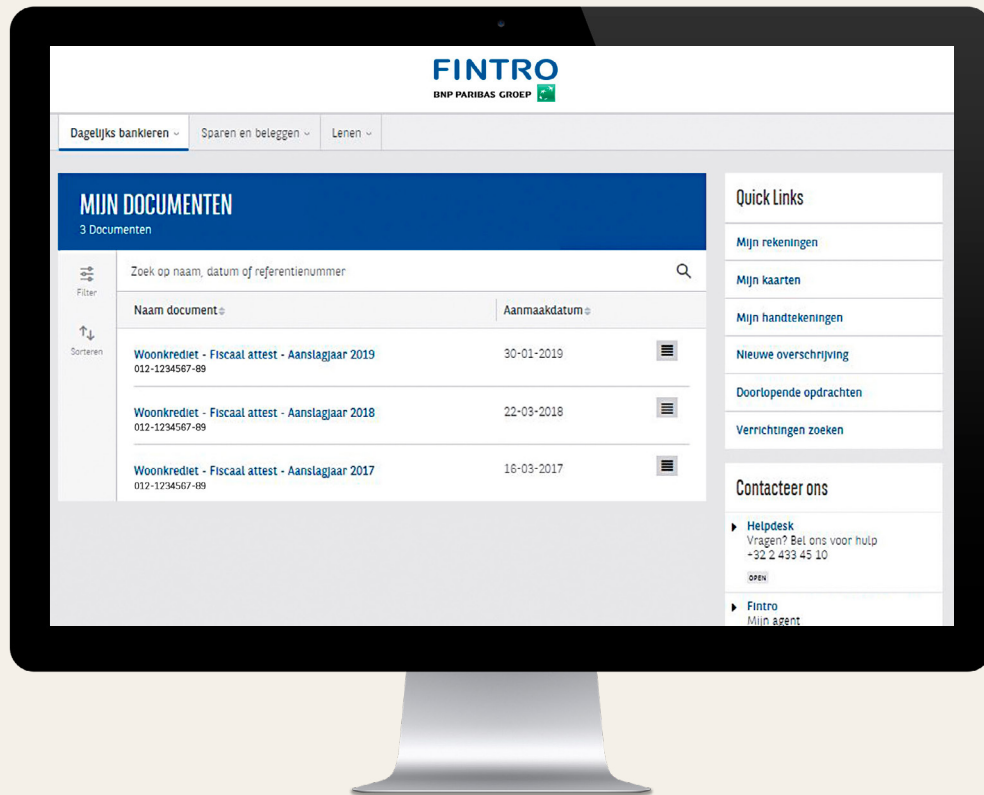 FINTRO
BNP PARIBAS GROEP
Dagelijks bankieren
Sparen en beleggen
Lenen
MIJN DOCUMENTEN
3 Documenten
Filter
Sorteren
Zoek op naam, datum of referentienummer
Naam document
Aanmaakdatum
Woonkrediet - Fiscaal attest - Aanslagjaar 2019
012-1234567-89
30-01-2019
Woonkrediet - Fiscaal attest - Aanslagjaar 2018
012-1234567-89
22-03-2018
Woonkrediet - Fiscaal attest - Aanslagjaar 2017
012-1234567-89
16-03-2017
Quick Links
Mijn rekeningen
Mijn kaarten
Mijn handtekeningen
Nieuwe overschrijving
Doorlopende opdrachten
Verrichtingen zoeken
Contacteer ons
Helpdesk
Vragen? Bel ons voor hulp
+32 2 433 45 10
OPEN
Fintro
Mijn agent